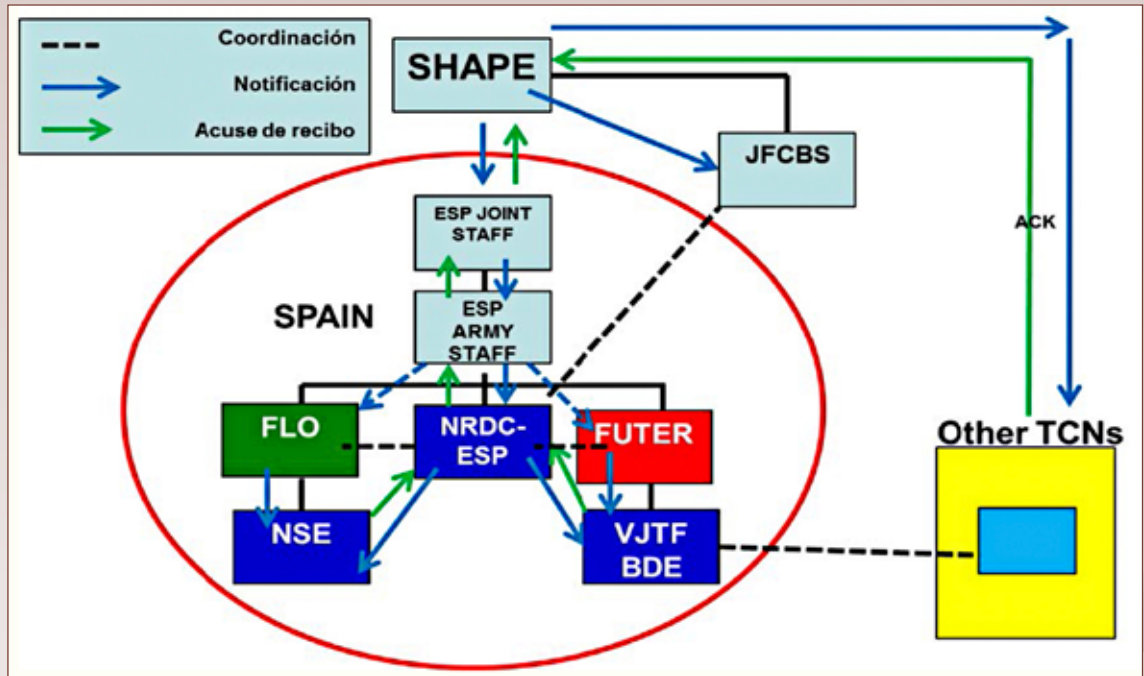 Coordinación
Notificación
Acuse de recibo
SHAPE
JFCBS
ESP JOINT
STAFF
ACK
SPAIN
ESP
ARMY
STAFF
FLO
NRDC-
ESP
FUTER
Other TCNs
NSE
VJTF
BDE